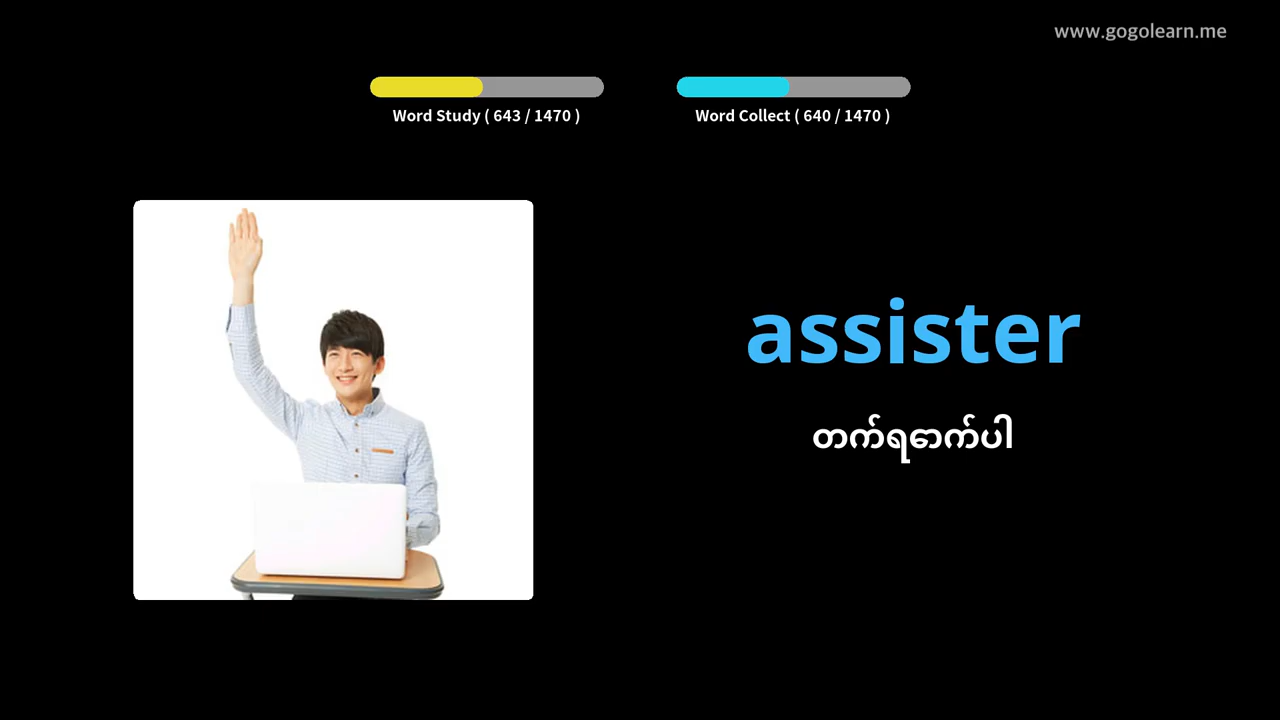 www.gogolearn.me
Word Study ( 643 / 1470 )
Word Collect ( 640 / 1470 )
assister
တက်ရောက်ပါ